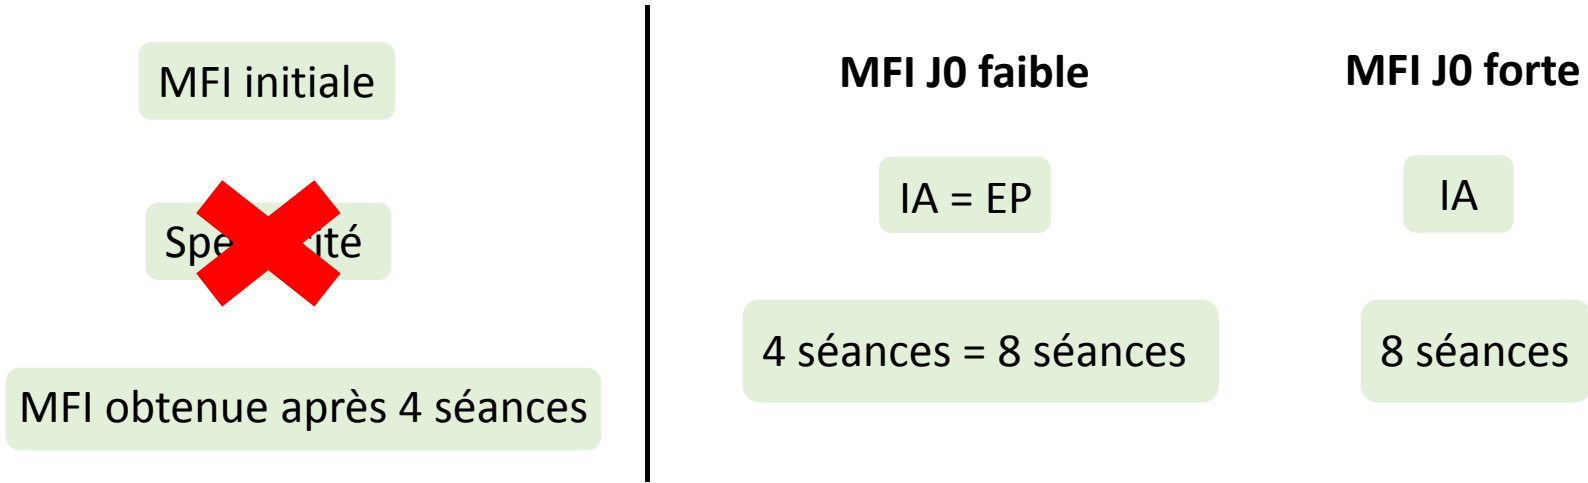 MFI initiale
MFI obtenue après 4 séances
MFI J0 faible
IA = EP
4 séances = 8 séances
MFI J0 forte
IA
8 séances